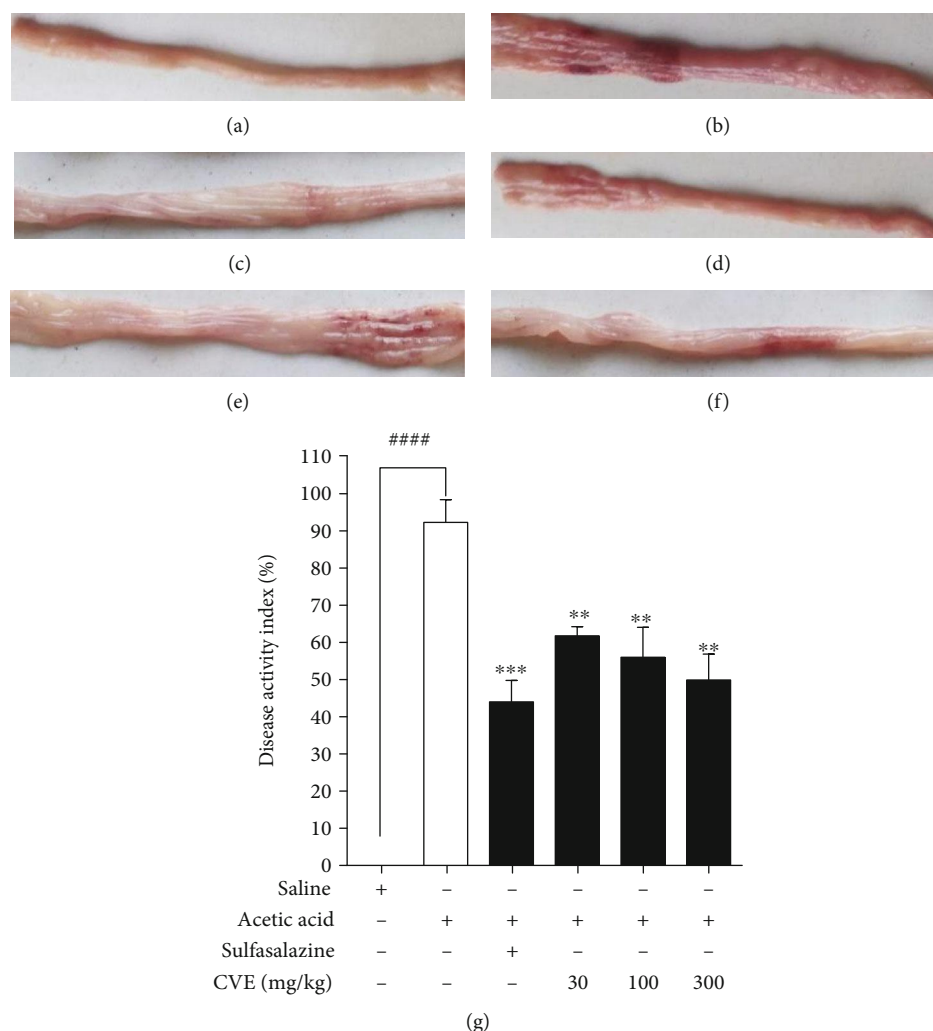 (a) (b)
(c) (d)
(e) (f)
####
110
100
90
80
70
60
50
40
30
20
10
0
Disease activity index (%)
** ** **
***
Saline + – – – – –
Acetic acid – + + + + +
Sulfasalazine – – + – – –
CVE (mg/kg) – – – 30 100 300
(g)